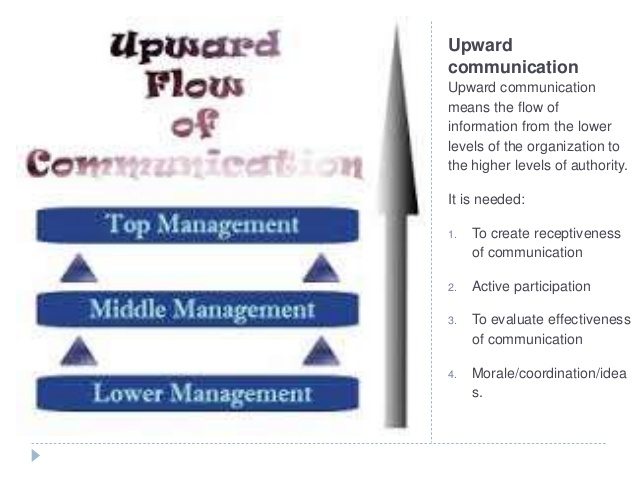 Upward
Flow
of
Communication
Top Management
Middle Management
Lower Management
Upward
communication
Upward communication
means the flow of
information from the lower
levels of the organization to
the higher levels of authority.
It is needed:
1. To create receptiveness
of communication
2. Active participation
3. To evaluate effectiveness
of communication
4. Morale/coordination/idea
s.